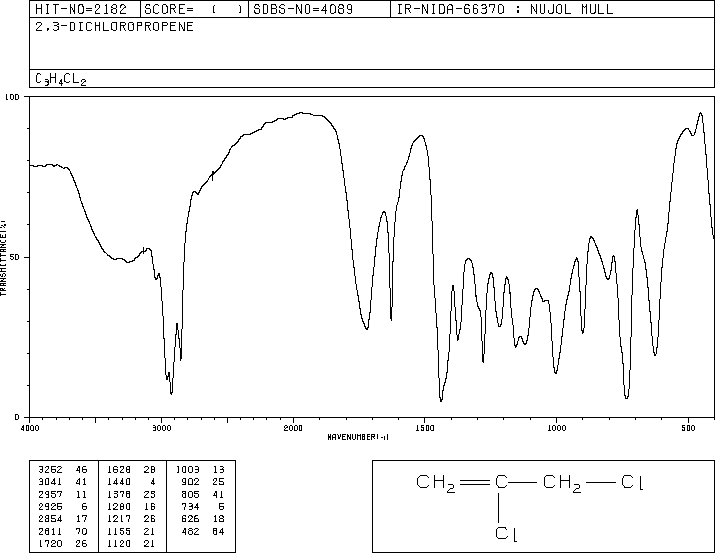 HIT-NO=2182 SCORE= ( ) SDBS-NO=4089 IR-NIDA-66370 : NUJOL MULL
2,3-DICHLOROPROPENE
C3H4CL2
100
50
0
TRANSMITTANCE(%)
4000 3000 2000 1500 1000 500
WAVENUMBER(-1)
3262 46 1628 28 1003 13
3041 41 1440 4 902 25
2957 11 1378 23 805 41
2925 6 1280 16 734 5
2854 17 1217 26 626 18
2811 70 1155 21 482 84
1720 26 1120 21
CH2 C CH2 Cl
Cl